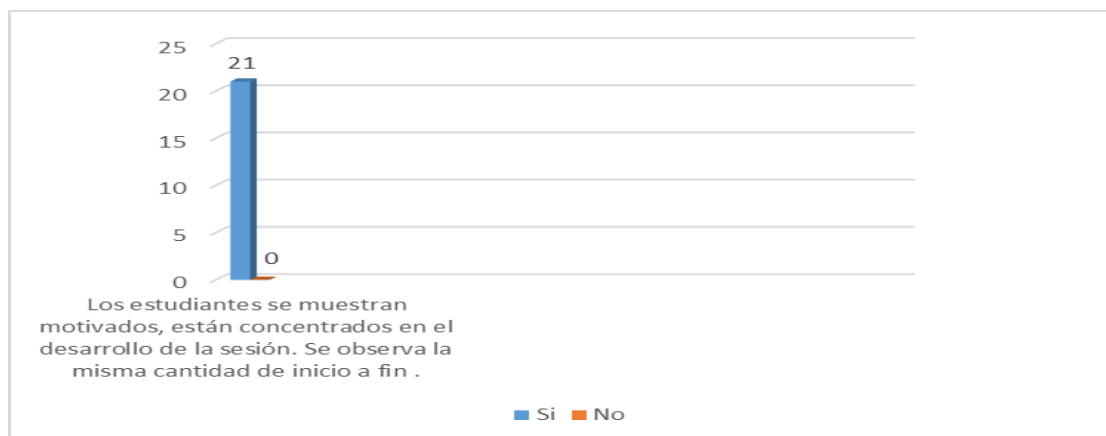 25
21
20
15
10
5
0
0
Los estudiantes se muestran
motivados, están concentrados en el
desarrollo de la sesión. Se observa la
misma cantidad de inicio a fin .
Si No